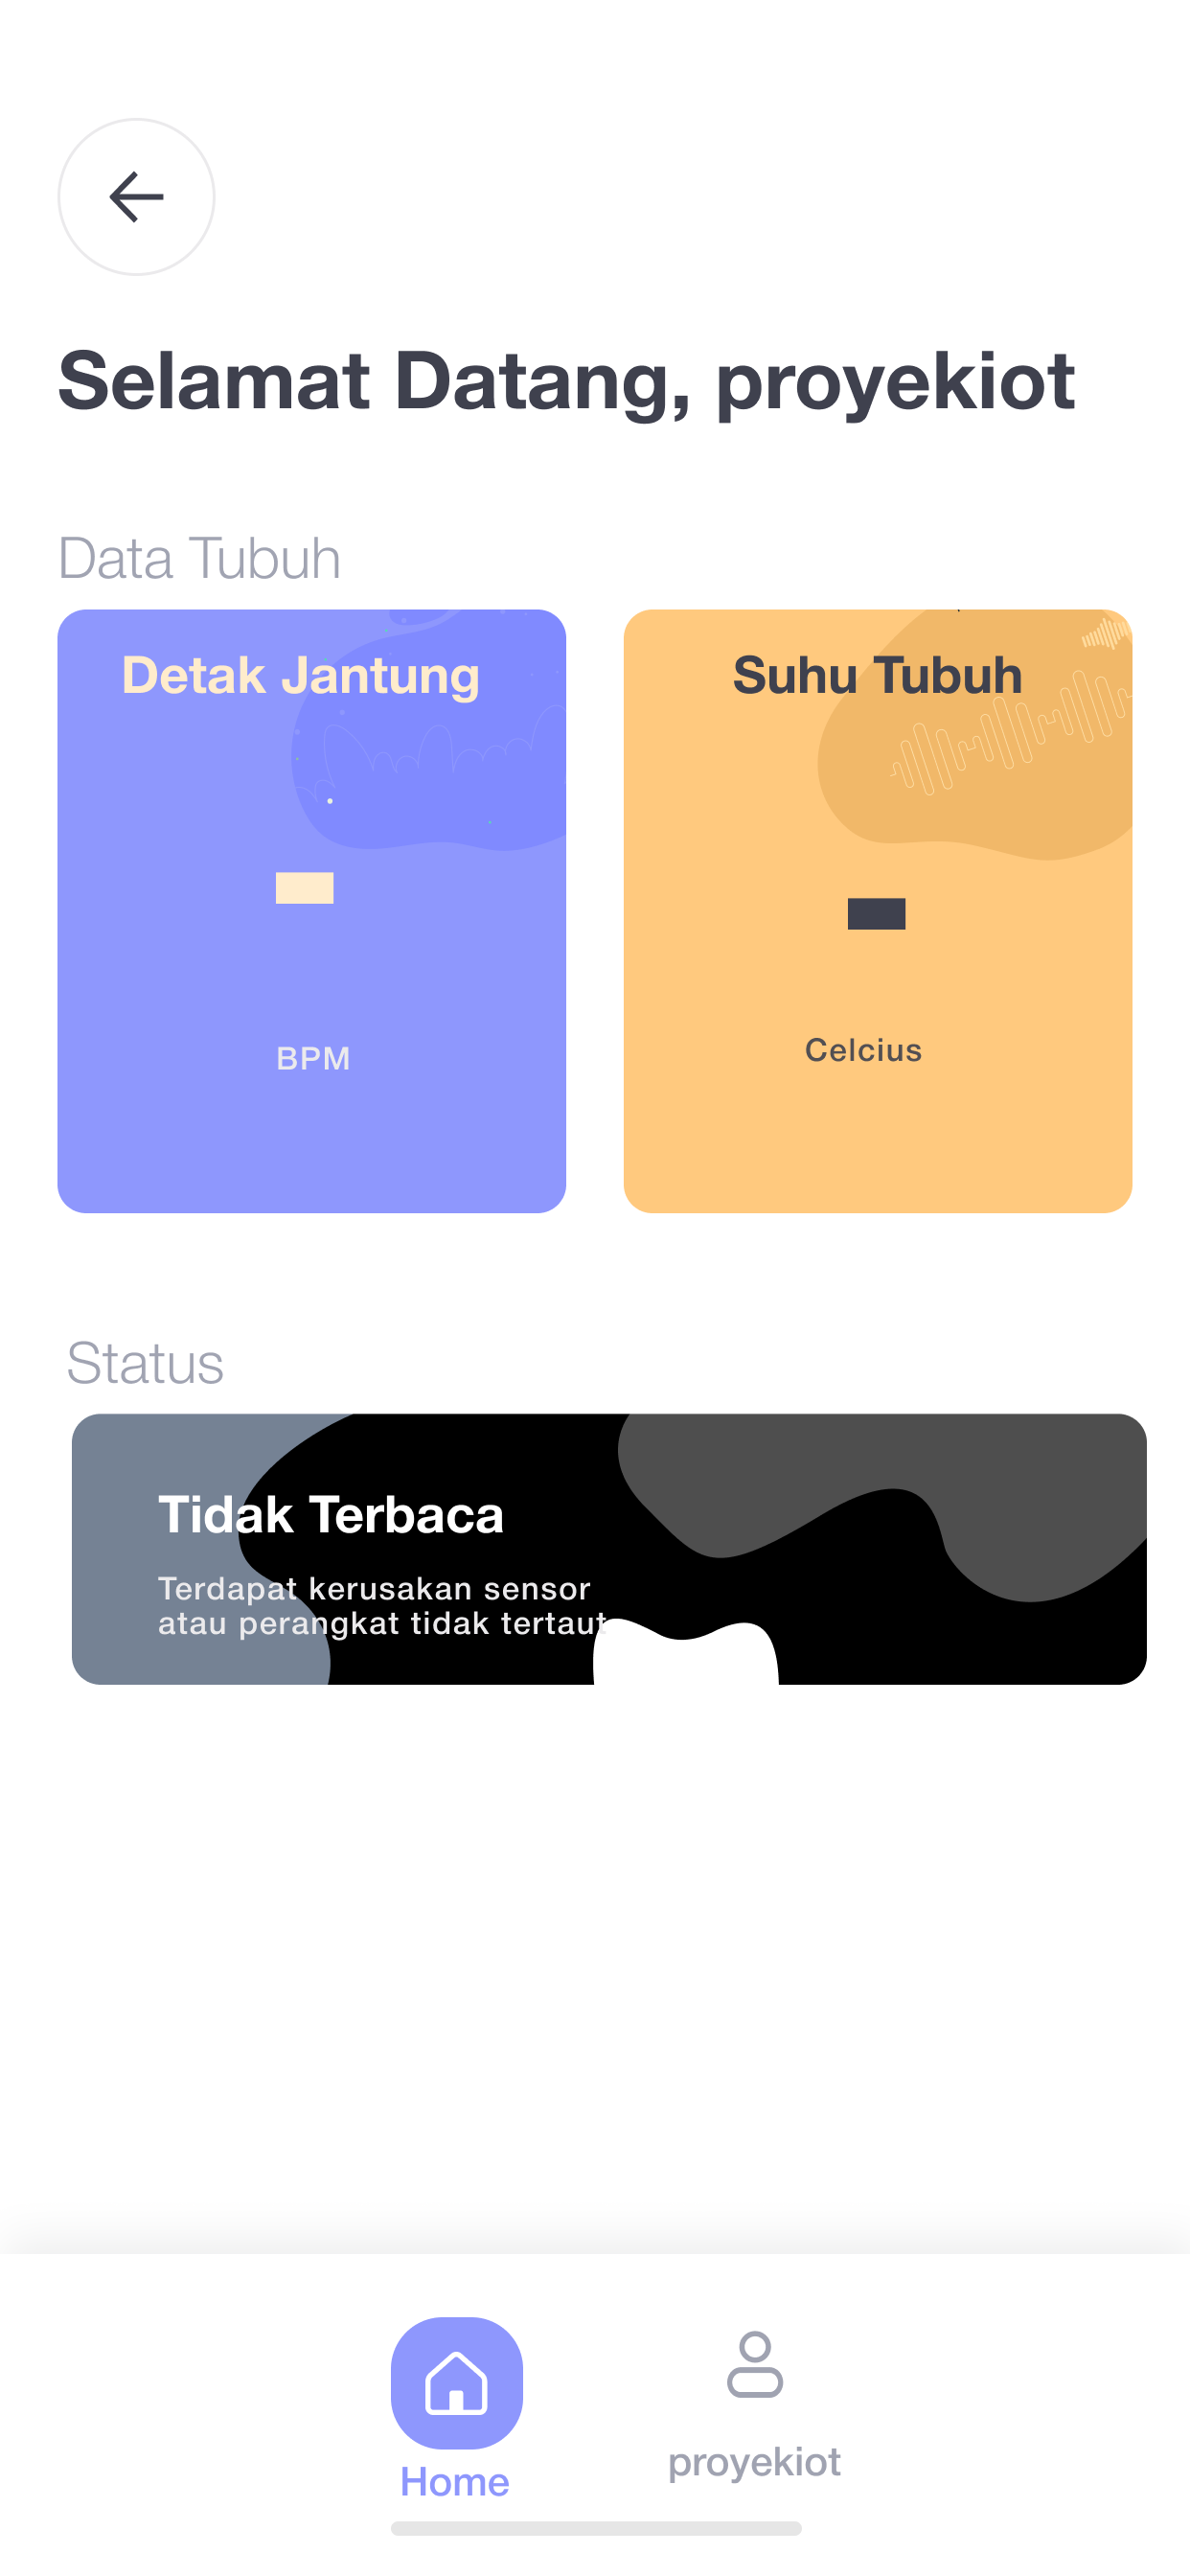 Selamat Datang, proyekiot
Data Tubuh
Detak Jantung
Suhu Tubuh
-
-
BPM
Celcius
Status
Tidak Terbaca
Terdapat kerusakan sensor
atau perangkat tidak tertaut
Home
proyekiot